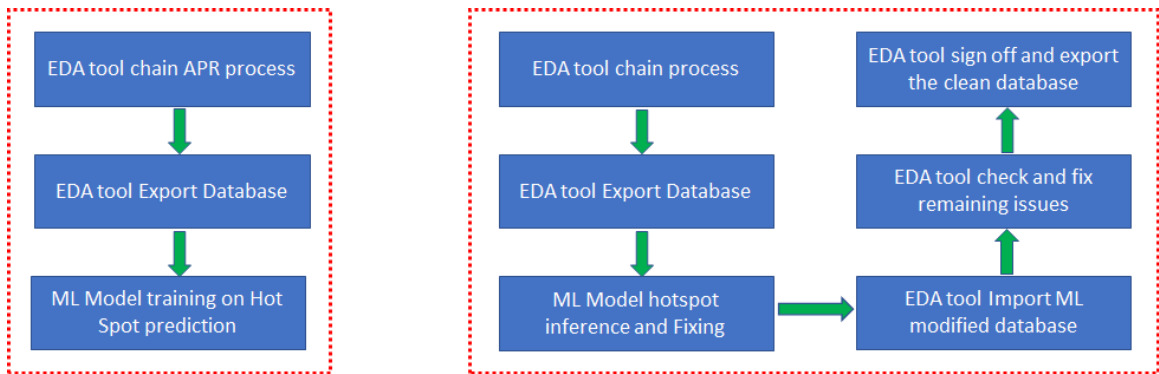 EDA tool chain APR process
EDA tool Export Database
ML Model training on Hot
Spot prediction
EDA tool chain process
EDA tool Export Database
ML Model hotspot
inference and Fixing
EDA tool Import ML
modified database
EDA tool check and fix
remaining issues
EDA tool sign off and export
the clean database